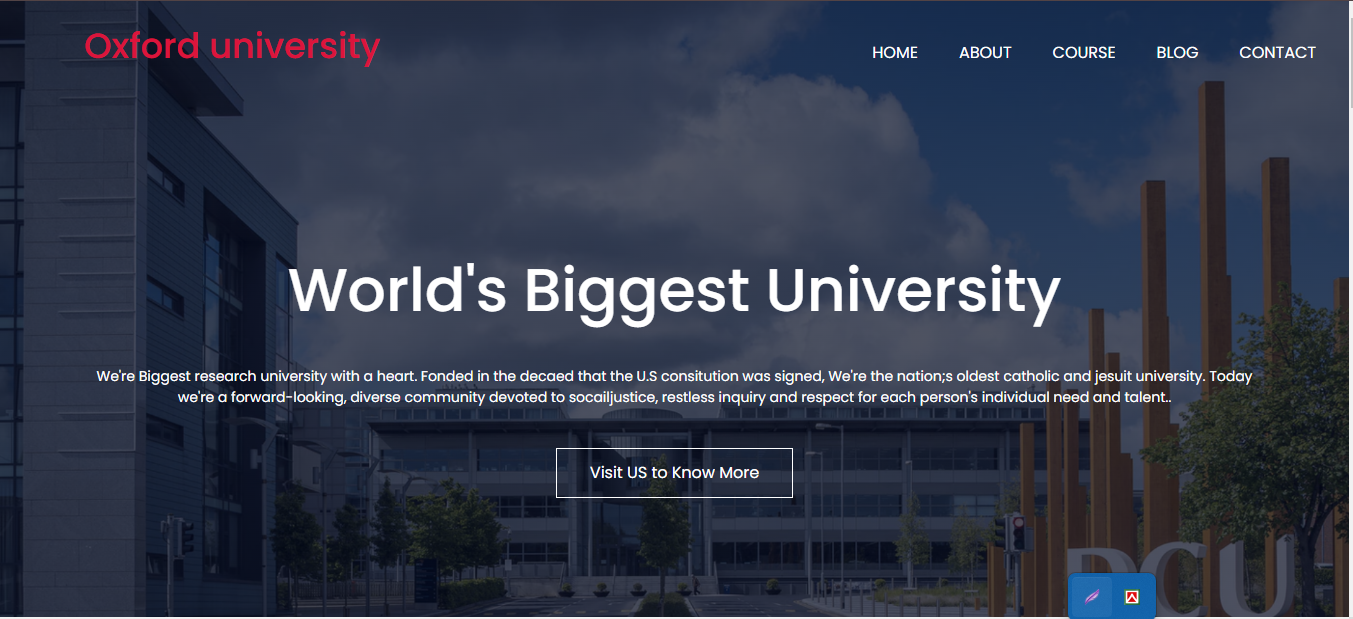 Oxford university
HOME ABOUT COURSE BLOG CONTACT
World's Biggest University
We're Biggest research university with a heart. Fonded in the decaed that the U.S consitution was signed, We're the nation;s oldest catholic and jesuit university. Today
we're a forward-looking, diverse community devoted to socailjustice, restless inquiry and respect for each person's individual need and talent..
Visit US to Know More
DCU